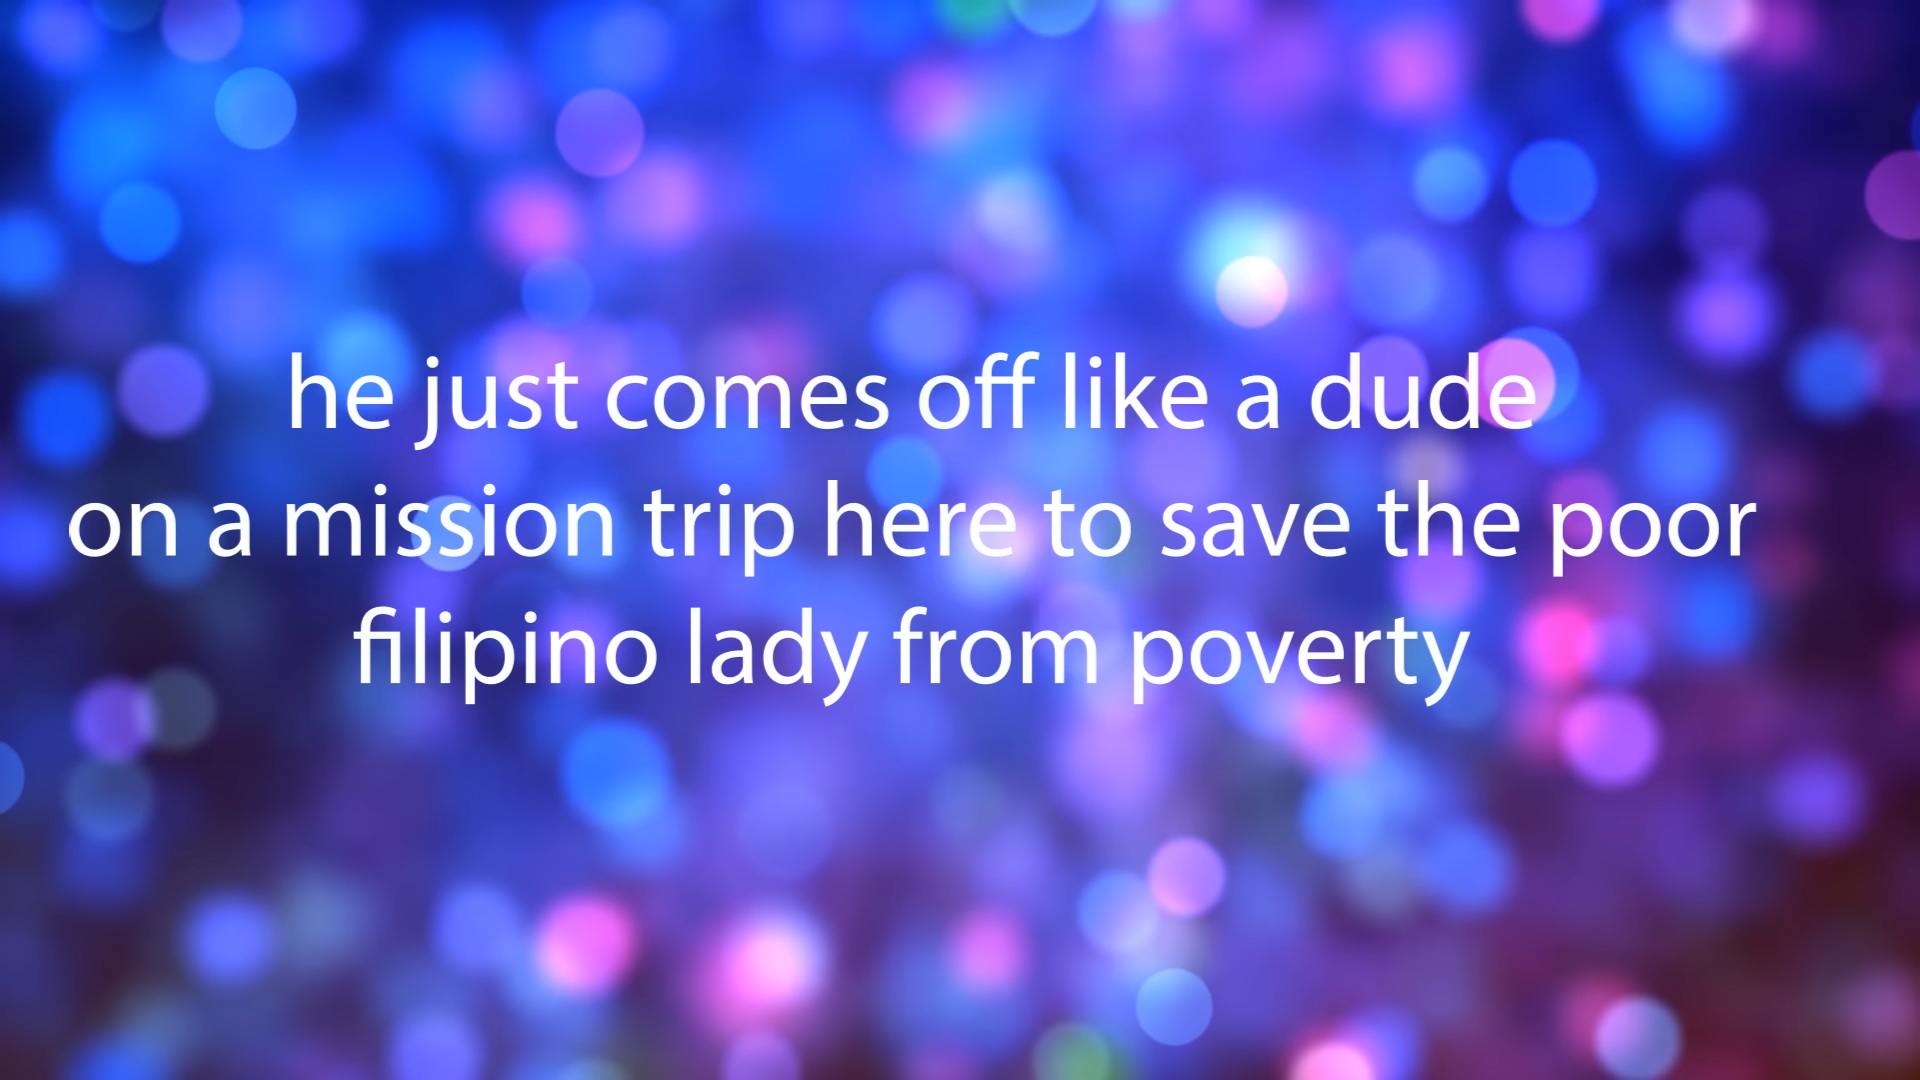 he just comes off like a dude
on a mission trip here to save the poor
filipino lady from poverty